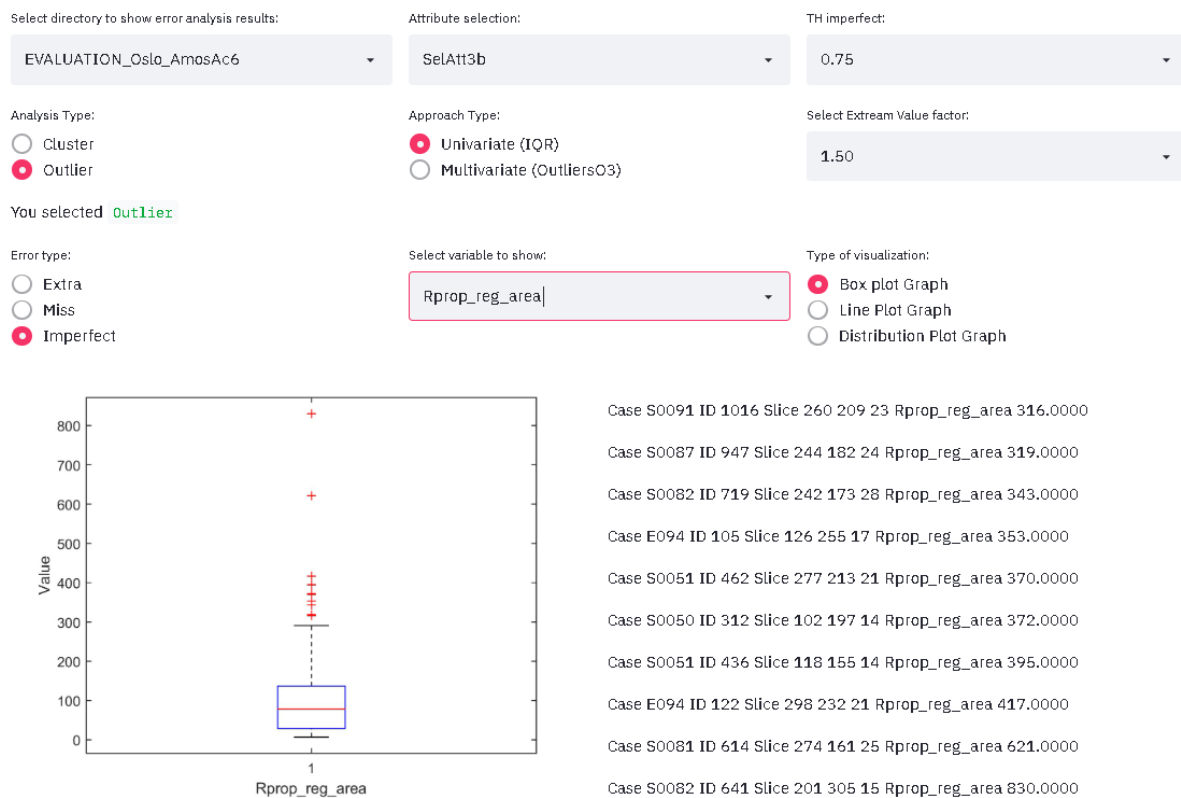 Select directory to show error analysis results:
Attribute selection:
TH imperfect:
EVALUATION_Oslo_AmosAc6
SelAtt3b
0.75
Analysis Type:
Approach Type:
Select Extream Value factor:
Cluster
Univariate (IQR)
1.50
Outlier
Multivariate (OutliersO3)
You selected Outlier
Error type:
Select variable to show:
Type of visualization:
Extra
Rprop_reg_area
Box plot Graph
Miss
Line Plot Graph
Imperfect
Distribution Plot Graph
800
700
600
500
400
300
200
100
0
Value
1
Rprop_reg_area
Case S0091 ID 1016 Slice 260 209 23 Rprop_reg_area 316.0000
Case S0087 ID 947 Slice 244 182 24 Rprop_reg_area 319.0000
Case S0082 ID 719 Slice 242 173 28 Rprop_reg_area 343.0000
Case E094 ID 105 Slice 126 255 17 Rprop_reg_area 353.0000
Case S0051 ID 462 Slice 277 213 21 Rprop_reg_area 370.0000
Case S0050 ID 312 Slice 102 197 14 Rprop_reg_area 372.0000
Case S0051 ID 436 Slice 118 155 14 Rprop_reg_area 395.0000
Case E094 ID 122 Slice 298 232 21 Rprop_reg_area 417.0000
Case S0081 ID 614 Slice 274 161 25 Rprop_reg_area 621.0000
Case S0082 ID 641 Slice 201 305 15 Rprop_reg_area 830.0000